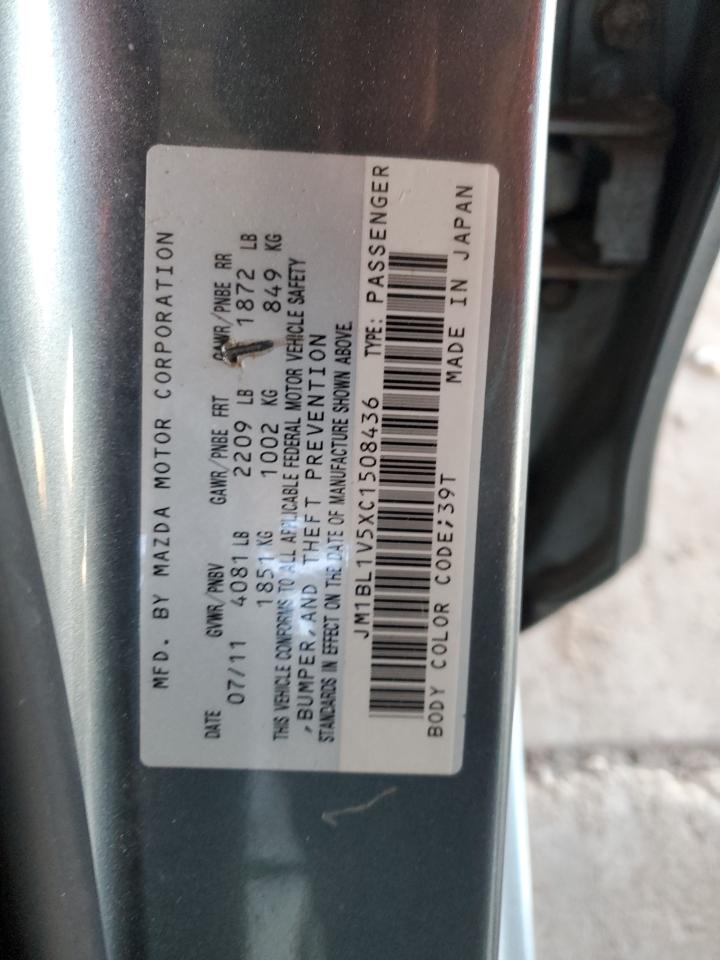 MFD. BY MAZDA MOTOR CORPORATION
DATE GVWR/PNBV GAWR/PNBE FRT GAWR/PNBE RR
07/11 4081 LB 2209 LB 1872 LB
1851 KG 1002 KG 849 KG
THIS VEHICLE CONFORMS TO ALL APPLICABLE FEDERAL MOTOR VEHICLE SAFETY
,BUMPER,AND THEFT PREVENTION
STANDARDS IN EFFECT ON THE DATE OF MANUFACTURE SHOWN ABOVE.
JM1BL1V5XC1508436 TYPE: PASSENGER
BODY COLOR CODE;39T MADE IN JAPAN